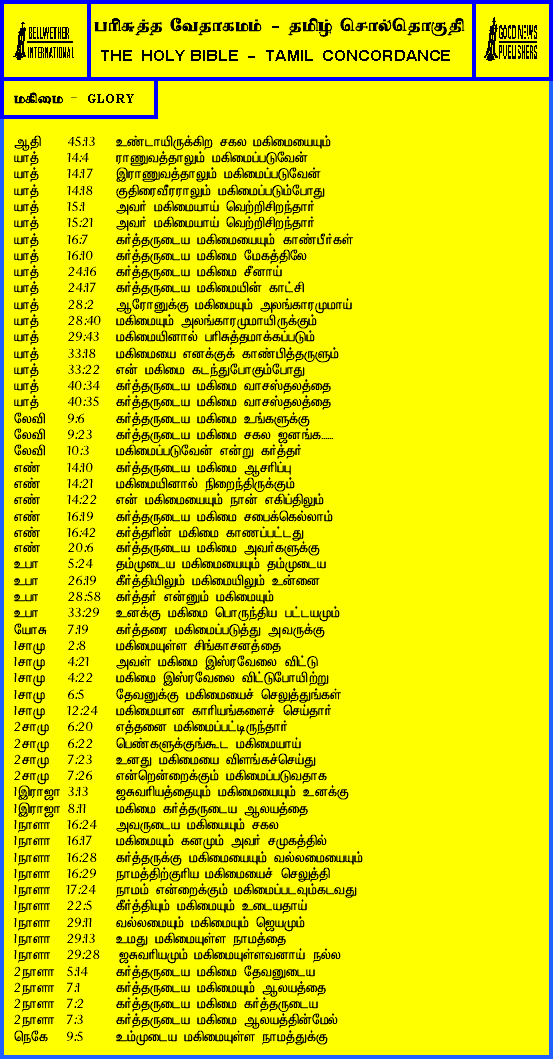 BELLWETHER
INTERNATIONAL
பரிசுத்த வேதாகமம் - தமிழ் சொல்தொகுதி
THE HOLY BIBLE - TAMIL CONCORDANCE
GOOD NEWS
PUBLISHERS
மகிமை - GLORY
ஆதி 45:13 உண்டாயிருக்கிற சகல மகிமையையும்
யாத் 14:4 ராணுவத்தாலும் மகிமைப்படுவேன்
யாத் 14:17 இராணுவத்தாலும் மகிமைப்படுவேன்
யாத் 14:18 குதிரைவீரராலும் மகிமைப்படும்போது
யாத் 15:1 அவர் மகிமையாய் வெற்றிசிறந்தார்
யாத் 15:21 அவர் மகிமையாய் வெற்றிசிறந்தார்
யாத் 16:7 கர்த்தருடைய மகிமையையும் காண்பீர்கள்
யாத் 16:10 கர்த்தருடைய மகிமை மேகத்திலே
யாத் 24:16 கர்த்தருடைய மகிமை சீனாய்
யாத் 24:17 கர்த்தருடைய மகிமையின் காட்சி
யாத் 28:2 ஆரோனுக்கு மகிமையும் அலங்காரமுமாய்
யாத் 28:40 மகிமையும் அலங்காரமுமாயிருக்கும்
யாத் 29:43 மகிமையினால் பரிசுத்தமாக்கப்படும்
யாத் 33:18 மகிமையை எனக்குக் காண்பித்தருளும்
யாத் 33:22 என் மகிமை கடந்துபோகும்போது
யாத் 40:34 கர்த்தருடைய மகிமை வாசஸ்தலத்தை
யாத் 40:35 கர்த்தருடைய மகிமை வாசஸ்தலத்தை
லேவி 9:6 கர்த்தருடைய மகிமை உங்களுக்கு
லேவி 9:23 கர்த்தருடைய மகிமை சகல ஜனங்க......
லேவி 10:3 மகிமைப்படுவேன் என்று கர்த்தர்
எண் 14:10 கர்த்தருடைய மகிமை ஆசரிப்பு
எண் 14:21 மகிமையினால் நிறைந்திருக்கும்
எண் 14:22 என் மகிமையையும் நான் எகிப்திலும்
எண் 16:19 கர்த்தருடைய மகிமை சபைக்கெல்லாம்
எண் 16:42 கர்த்தரின் மகிமை காணப்பட்டது
எண் 20:6 கர்த்தருடைய மகிமை அவர்களுக்கு
உபா 5:24 தம்முடைய மகிமையையும் தம்முடைய
உபா 26:19 கீர்த்தியிலும் மகிமையிலும் உன்னை
உபா 28:58 கர்த்தர் என்னும் மகிமையும்
உபா 33:29 உனக்கு மகிமை பொருந்திய பட்டயமும்
யோசு 7:19 கர்த்தரை மகிமைப்படுத்து அவருக்கு
1சாமு 2:8 மகிமையுள்ள சிங்காசனத்தை
1சாமு 4:21 அவள் மகிமை இஸ்ரவேலை விட்டு
1சாமு 4:22 மகிமை இஸ்ரவேலை விட்டுபோயிற்று
1சாமு 6:5 தேவனுக்கு மகிமையைச் செலுத்துங்கள்
1சாமு 12:24 மகிமையான காரியங்களைச் செய்தார்
2சாமு 6:20 எத்தனை மகிமைப்பட்டிருந்தார்
2சாமு 6:22 பெண்களுக்குங்கூட மகிமையாய்
2சாமு 7:23 உனது மகிமையை விளங்கச்செய்து
2சாமு 7:26 என்றென்றைக்கும் மகிமைப்படுவதாக
1இராஜா 3:13 ஐசுவரியத்தையும் மகிமையையும் உனக்கு
1இராஜா 8:11 மகிமை கர்த்தருடைய ஆலயத்தை
1நாளா 16:24 அவருடைய மகியையும் சகல
1நாளா 16:17 மகிமையும் கனமும் அவர் சமுகத்தில்
1நாளா 16:28 கர்த்தருக்கு மகிமையையும் வல்லமையையும்
1நாளா 16:29 நாமத்திற்குரிய மகிமையைச் செலுத்தி
1நாளா 17:24 நாமம் என்றைக்கும் மகிமைப்படவும்கடவது
1நாளா 22:5 கீர்த்தியும் மகிமையும் உடையதாய்
1நாளா 29:11 வல்லமையும் மகிமையும் ஜெயமும்
1நாளா 29:13 உமது மகிமையுள்ள நாமத்தை
1நாளா 29:28 ஐசுவரியமும் மகிமையுள்ளவனாய் நல்ல
2நாளா 5:14 கர்த்தருடைய மகிமை தேவனுடைய
2நாளா 7:1 கர்த்தருடைய மகிமையும் ஆலயத்தை
2நாளா 7:2 கர்த்தருடைய மகிமை கர்த்தருடைய
2நாளா 7:3 கர்த்தருடைய மகிமை ஆலயத்தின்மேல்
நெகே 9:5 உம்முடைய மகிமையுள்ள நாமத்துக்கு